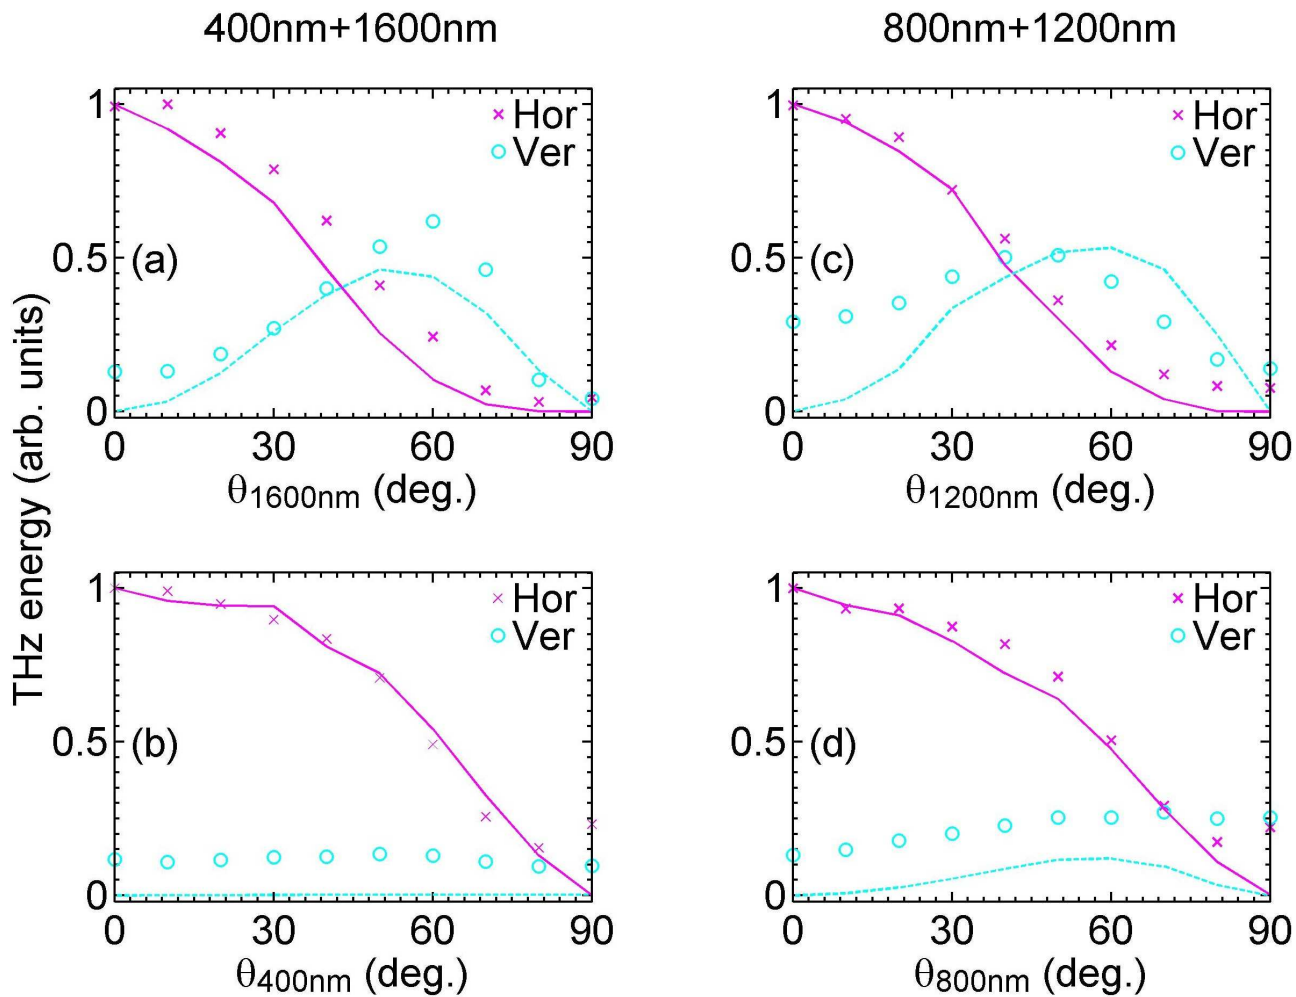 400nm+1600nm
800nm+1200nm
THz energy (arb. units)
1
0.5
0
(a)
Hor
Ver
0 30 60 90
θ1600nm (deg.)
1
0.5
0
(c)
Hor
Ver
0 30 60 90
θ1200nm (deg.)
1
0.5
0
(b)
Hor
Ver
0 30 60 90
θ400nm (deg.)
1
0.5
0
(d)
Hor
Ver
0 30 60 90
θ800nm (deg.)